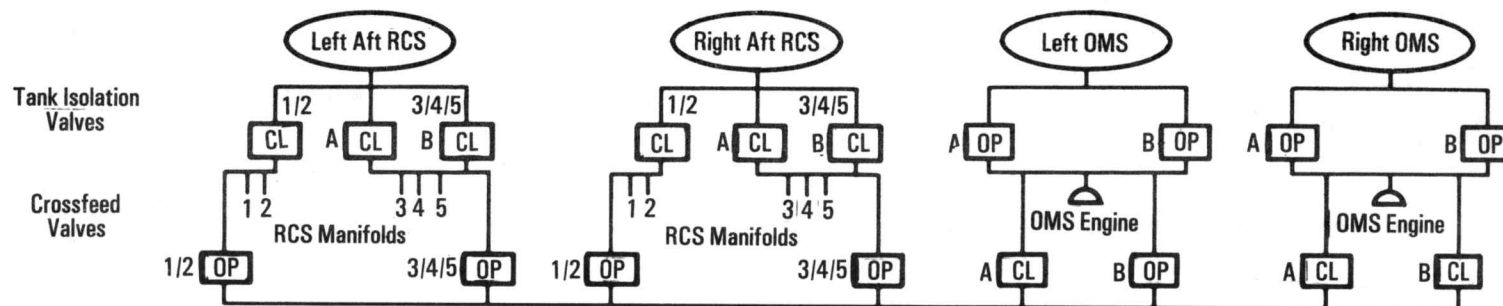 Left Aft RCS Right Aft RCS Left OMS Right OMS
Tank Isolation
Valves
1/2 3/4/5 1/2 3/4/5
CL A CL B CL CL A CL B CL A OP B OP A OP B OP
1 2 3 4 5 1 2 3 4 5
Crossfeed
Valves
RCS Manifolds RCS Manifolds OMS Engine OMS Engine
1/2 OP 3/4/5 OP 1/2 OP 3/4/5 OP A CL B OP A CL B CL